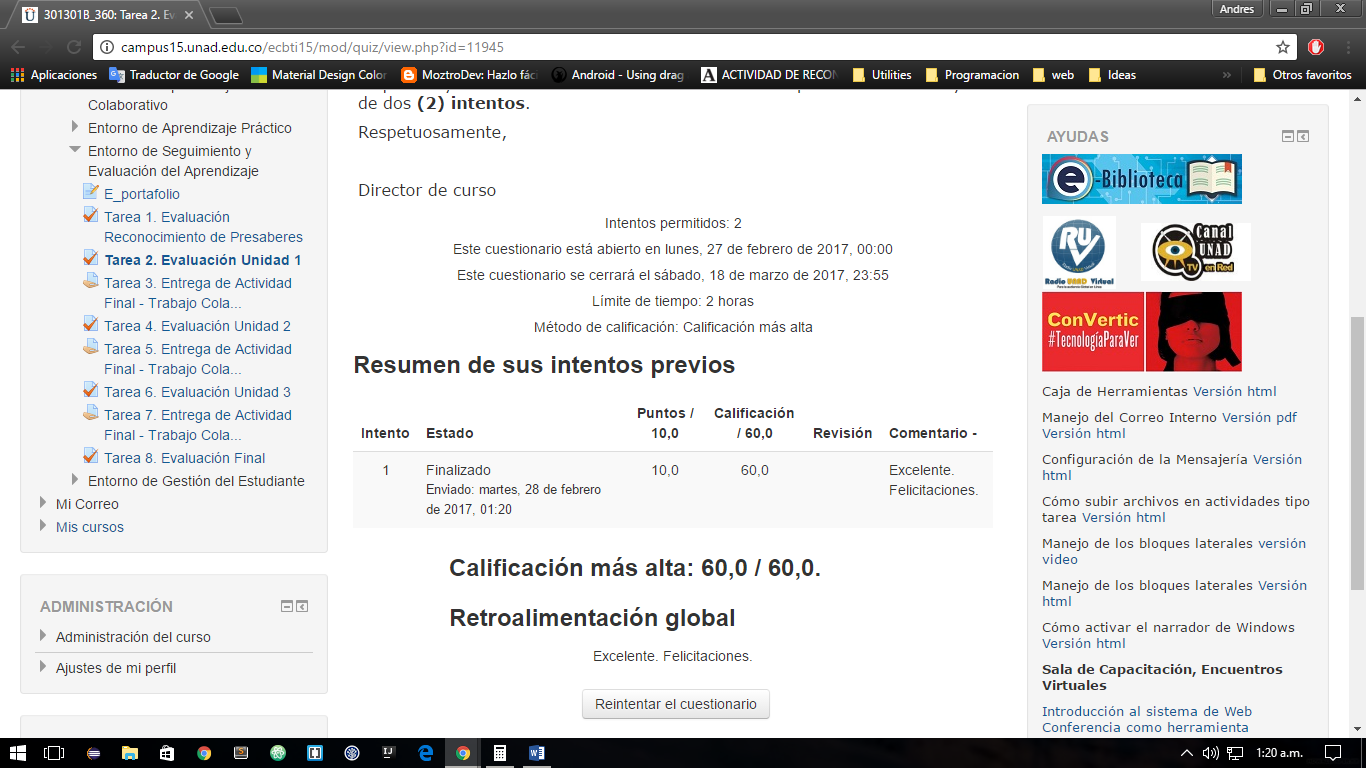 301301B_360: Tarea 2. Ev
Andres
campus15.unad.edu.co/ecbti15/mod/quiz/view.php?id=11945
Aplicaciones
Traductor de Google
Material Design Color
MoztroDev: Hazlo fáci
Android - Using drag
ACTIVIDAD DE RECON
Utilities
Programacion
web
Ideas
»
Otros favoritos
Colaborativo
Entorno de Aprendizaje Práctico
Entorno de Seguimiento y
Evaluación del Aprendizaje
E_portafolio
Tarea 1. Evaluación
Reconocimiento de Presaberes
Tarea 2. Evaluación Unidad 1
Tarea 3. Entrega de Actividad
Final - Trabajo Cola...
Tarea 4. Evaluación Unidad 2
Tarea 5. Entrega de Actividad
Final - Trabajo Cola...
Tarea 6. Evaluación Unidad 3
Tarea 7. Entrega de Actividad
Final - Trabajo Cola...
Tarea 8. Evaluación Final
Entorno de Gestión del Estudiante
Mi Correo
Mis cursos
ADMINISTRACIÓN
Administración del curso
Ajustes de mi perfil
de dos (2) intentos.
Respetuosamente,
Director de curso
Intentos permitidos: 2
Este cuestionario está abierto en lunes, 27 de febrero de 2017, 00:00
Este cuestionario se cerrará el sábado, 18 de marzo de 2017, 23:55
Límite de tiempo: 2 horas
Método de calificación: Calificación más alta
Resumen de sus intentos previos
Intento Estado Puntos / 10,0 Calificación / 60,0 Revisión Comentario -
1 Finalizado 10,0 60,0 Excelente.
Enviado: martes, 28 de febrero Felicitaciones.
de 2017, 01:20
Calificación más alta: 60,0 / 60,0.
Retroalimentación global
Excelente. Felicitaciones.
Reintentar el cuestionario
AYUDAS
e-Biblioteca
RUV
Radio UNAD Virtual
Canal
UNAD
TV en Red
ConVertic
#TecnologíaParaVer
Caja de Herramientas Versión html
Manejo del Correo Interno Versión pdf
Versión html
Configuración de la Mensajería Versión
html
Cómo subir archivos en actividades tipo
tarea Versión html
Manejo de los bloques laterales versión
video
Manejo de los bloques laterales Versión
html
Cómo activar el narrador de Windows
Versión html
Sala de Capacitación, Encuentros
Virtuales
Introducción al sistema de Web
Conferencia como herramienta
1:20 a.m.